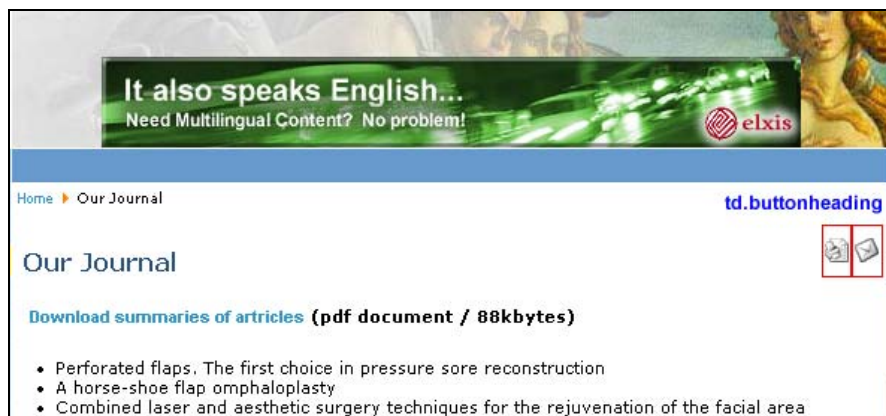 It also speaks English...
Need Multilingual Content? No problem!
elxis
Home Our Journal
td.buttonheading
Our Journal
Download summaries of artricles (pdf document / 88kbytes)
• Perforated flaps. The first choice in pressure sore reconstruction
• A horse-shoe flap omphaloplasty
• Combined laser and aesthetic surgery techniques for the rejuvenation of the facial area